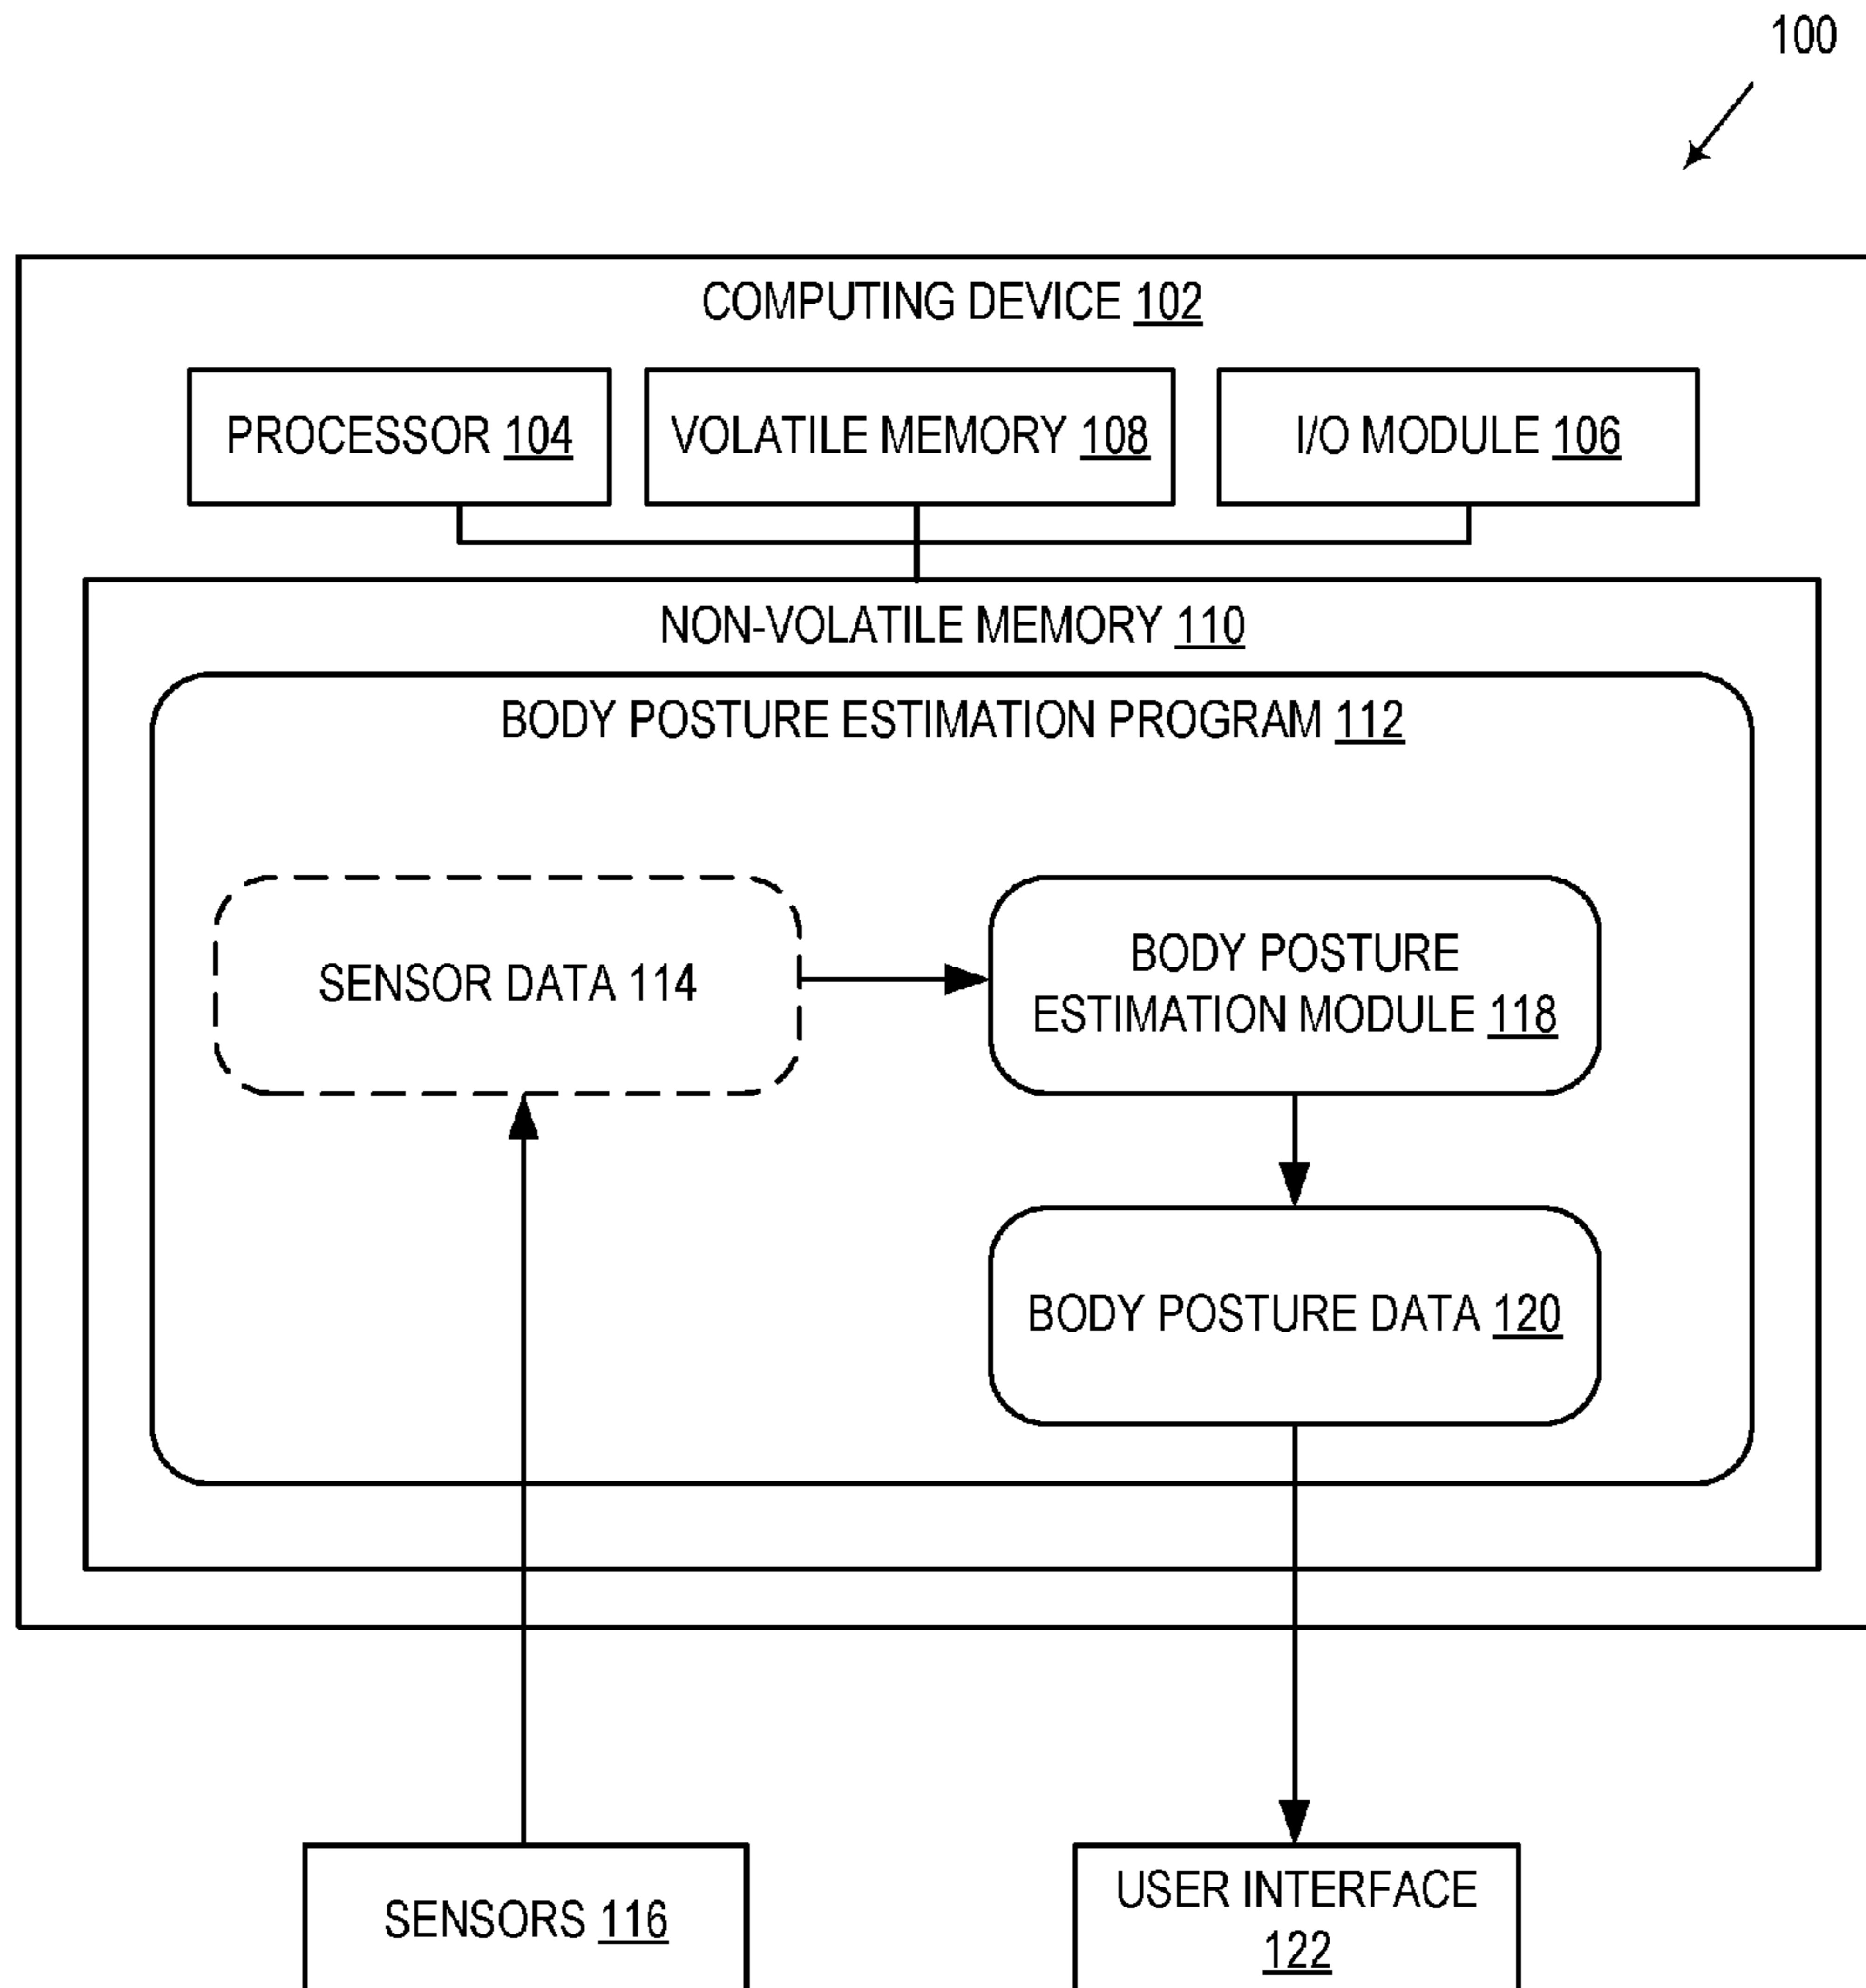 100
COMPUTING DEVICE 102
PROCESSOR 104
VOLATILE MEMORY 108
I/O MODULE 106
NON-VOLATILE MEMORY 110
BODY POSTURE ESTIMATION PROGRAM 112
SENSOR DATA 114
BODY POSTURE
ESTIMATION MODULE 118
BODY POSTURE DATA 120
SENSORS 116
USER INTERFACE
122